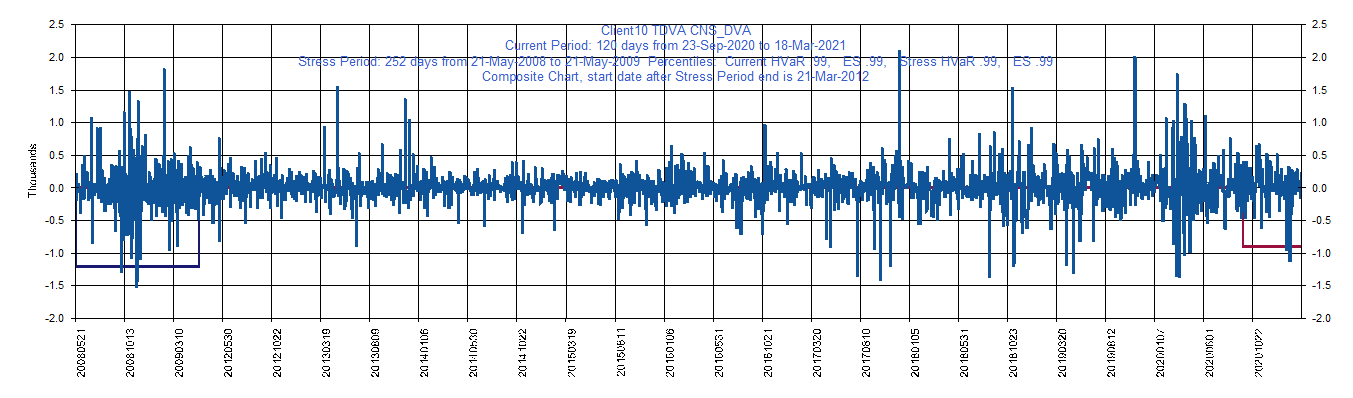 Client10 TDVA CNS_DVA
Current Period: 120 days from 23-Sep-2020 to 18-Mar-2021
Stress Period: 252 days from 21-May-2008 to 21-May-2009 Percentiles: Current HVaR .99, ES .99, Stress HVaR .99, ES .99
Composite Chart, start date after Stress Period end is 21-Mar-2012
2.5 2.5
2.0 2.0
1.5 1.5
1.0 1.0
0.5 0.5
0.0 0.0
-0.5 -0.5
-1.0 -1.0
-1.5 -1.5
-2.0 -2.0
Thousands
20080521 20081013 20090310 20120530 20121022 20130319 20130809 20140106 20140530 20141022 20150319 20150811 20160106 20160531 20161021 20170320 20170810 20180105 20180531 20181023 20190320 20190812 20200107 20200601 20201022